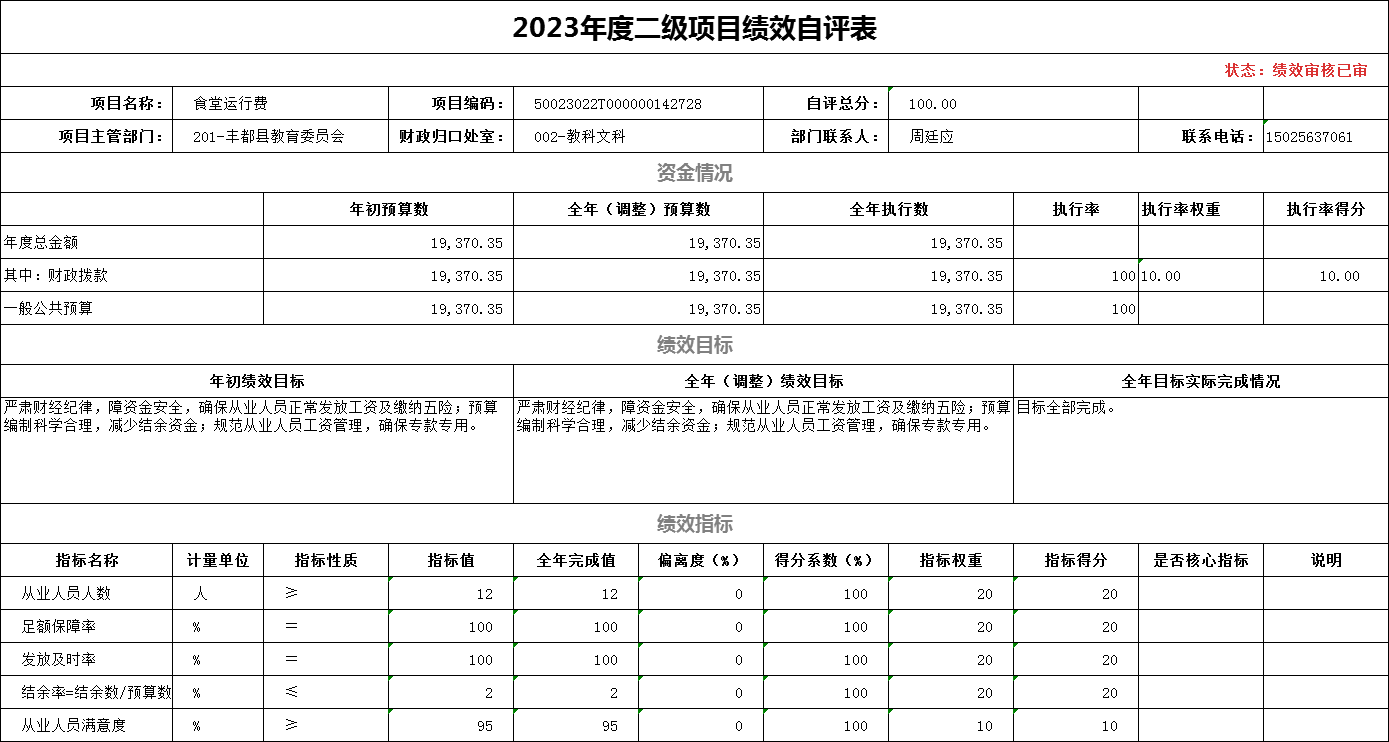 2023年度二级项目绩效自评表
状态：绩效审核已审
项目名称： 食堂运行费 项目编码： 50023022T000000142728 自评总分： 100.00
项目主管部门： 201-丰都县教育委员会 财政归口处室： 002-教科文科 部门联系人： 周廷应 联系电话： 15025637061
资金情况
年初预算数 全年（调整）预算数 全年执行数 执行率 执行率权重 执行率得分
年度总金额 19,370.35 19,370.35 19,370.35
其中：财政拨款 19,370.35 19,370.35 19,370.35 100 10.00 10.00
一般公共预算 19,370.35 19,370.35 19,370.35 100
绩效目标
年初绩效目标 全年（调整）绩效目标 全年目标实际完成情况
严肃财经纪律，障资金安全，确保从业人员正常发放工资及缴纳五险；预算
编制科学合理，减少结余资金；规范从业人员工资管理，确保专款专用。
严肃财经纪律，障资金安全，确保从业人员正常发放工资及缴纳五险；预算
编制科学合理，减少结余资金；规范从业人员工资管理，确保专款专用。
目标全部完成。
绩效指标
指标名称 计量单位 指标性质 指标值 全年完成值 偏离度（%） 得分系数（%） 指标权重 指标得分 是否核心指标 说明
从业人员人数 人 ≥ 12 12 0 100 20 20
足额保障率 % ＝ 100 100 0 100 20 20
发放及时率 % ＝ 100 100 0 100 20 20
结余率=结余数/预算数 % ≤ 2 2 0 100 20 20
从业人员满意度 % ≥ 95 95 0 100 10 10